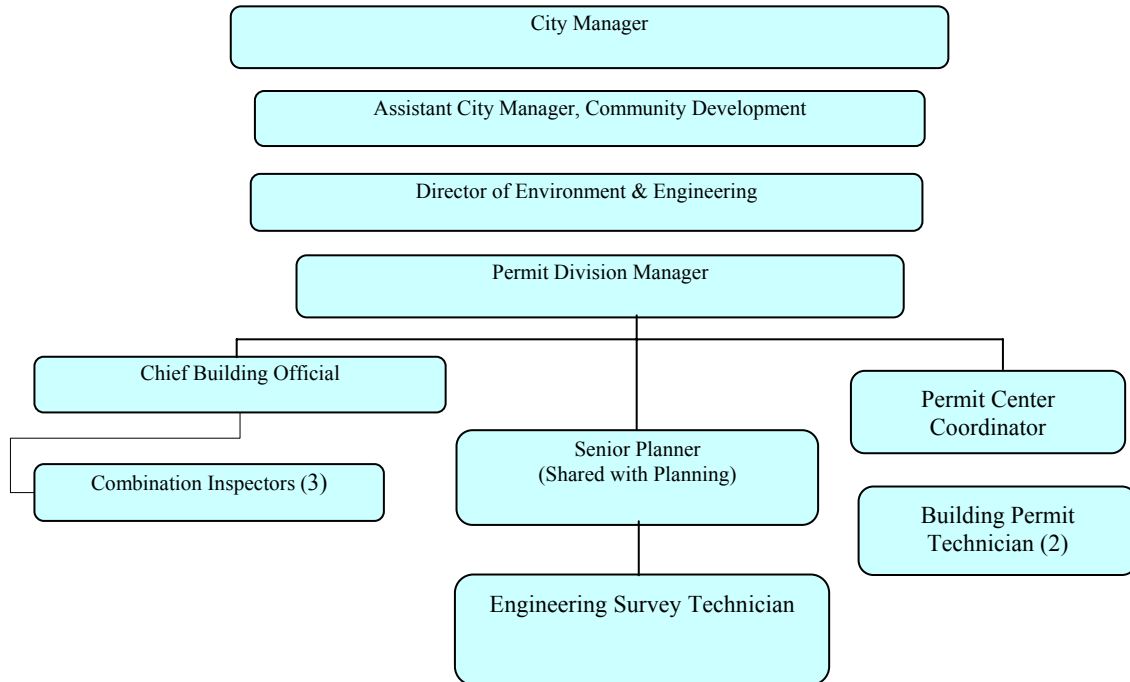 City Manager
Assistant City Manager, Community Development
Director of Environment & Engineering
Permit Division Manager
Chief Building Official
Combination Inspectors (3)
Senior Planner
(Shared with Planning)
Engineering Survey Technician
Permit Center
Coordinator
Building Permit
Technician (2)